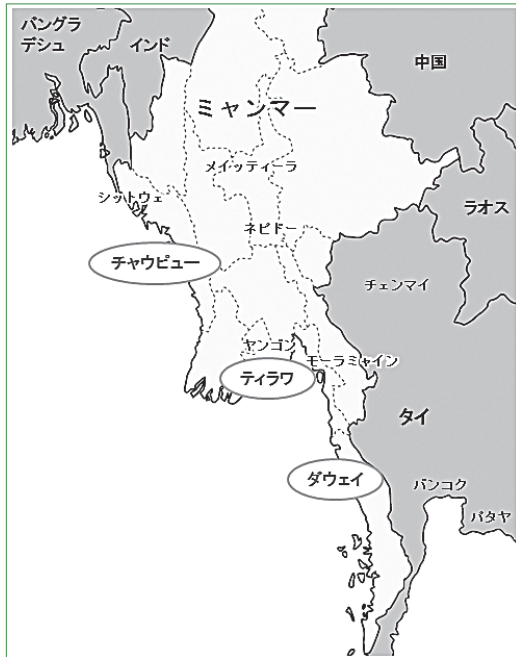 バングラ
デシュ
インド
中国
ミャンマー
メイッティーラ
シットウェ
ラオス
ネピドー
チャウピュー
チェンマイ
ヤンゴン
モーラミャイン
ティラワ
タイ
ダウェイ
バンコク
パタヤ